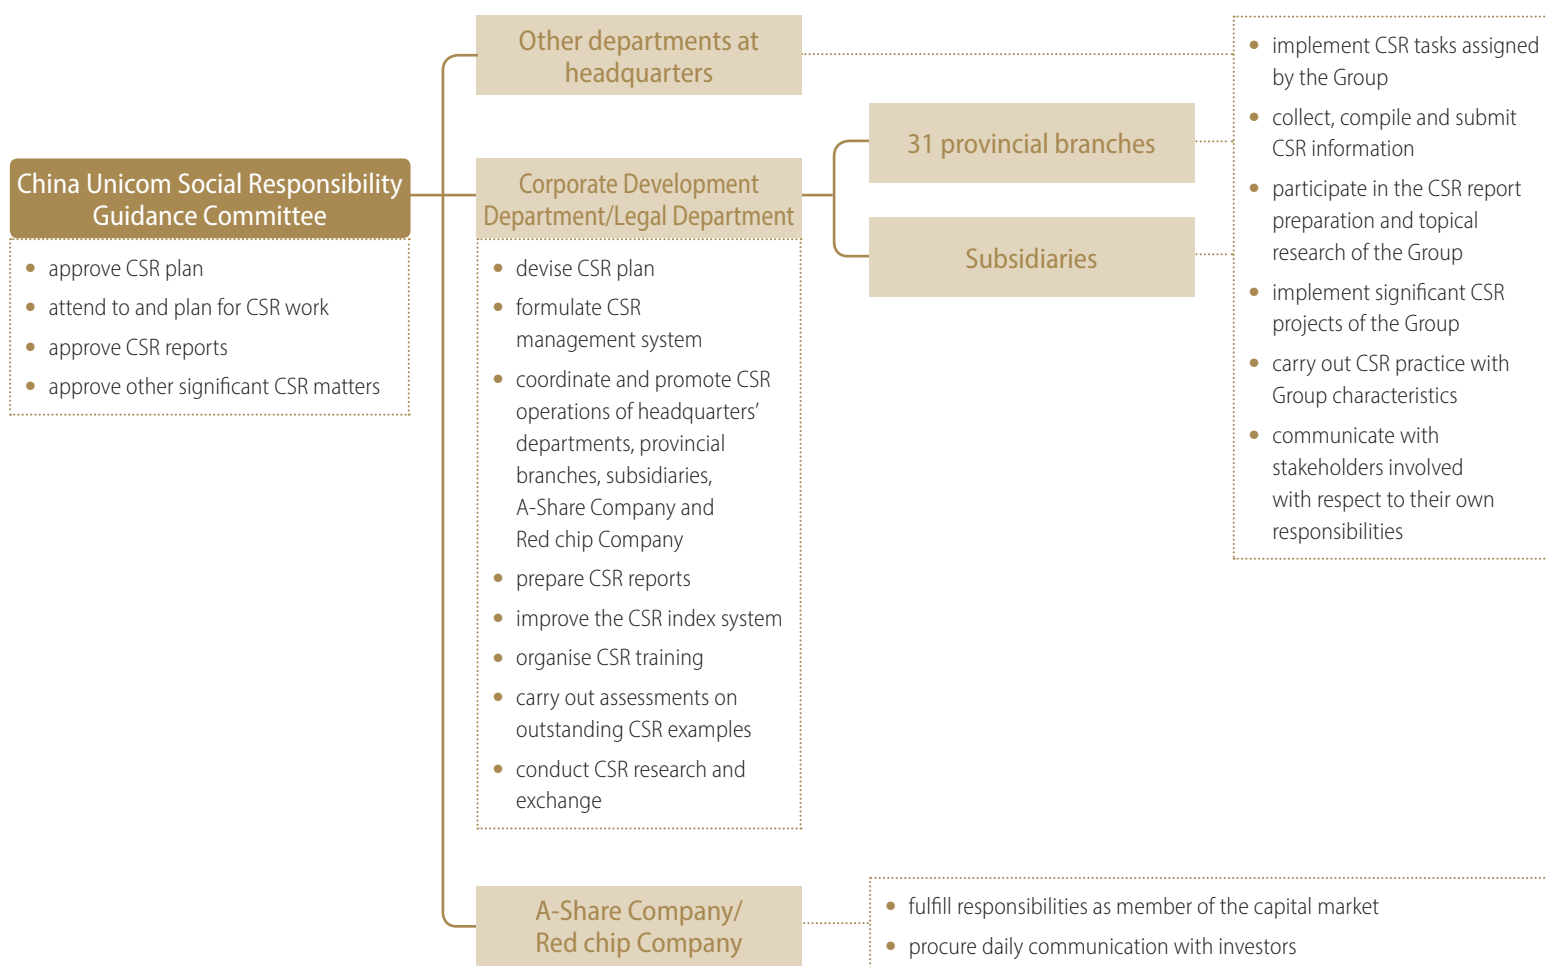 China Unicom Social Responsibility
Guidance Committee
• approve CSR plan
• attend to and plan for CSR work
• approve CSR reports
• approve other significant CSR matters
Other departments at
headquarters
Corporate Development
Department/Legal Department
• devise CSR plan
• formulate CSR
management system
• coordinate and promote CSR
operations of headquarters’
departments, provincial
branches, subsidiaries,
A-Share Company and
Red chip Company
• prepare CSR reports
• improve the CSR index system
• organise CSR training
• carry out assessments on
outstanding CSR examples
• conduct CSR research and
exchange
31 provincial branches
Subsidiaries
• implement CSR tasks assigned
by the Group
• collect, compile and submit
CSR information
• participate in the CSR report
preparation and topical
research of the Group
• implement significant CSR
projects of the Group
• carry out CSR practice with
Group characteristics
• communicate with
stakeholders involved
with respect to their own
responsibilities
A-Share Company/
Red chip Company
• fulfill responsibilities as member of the capital market
• procure daily communication with investors